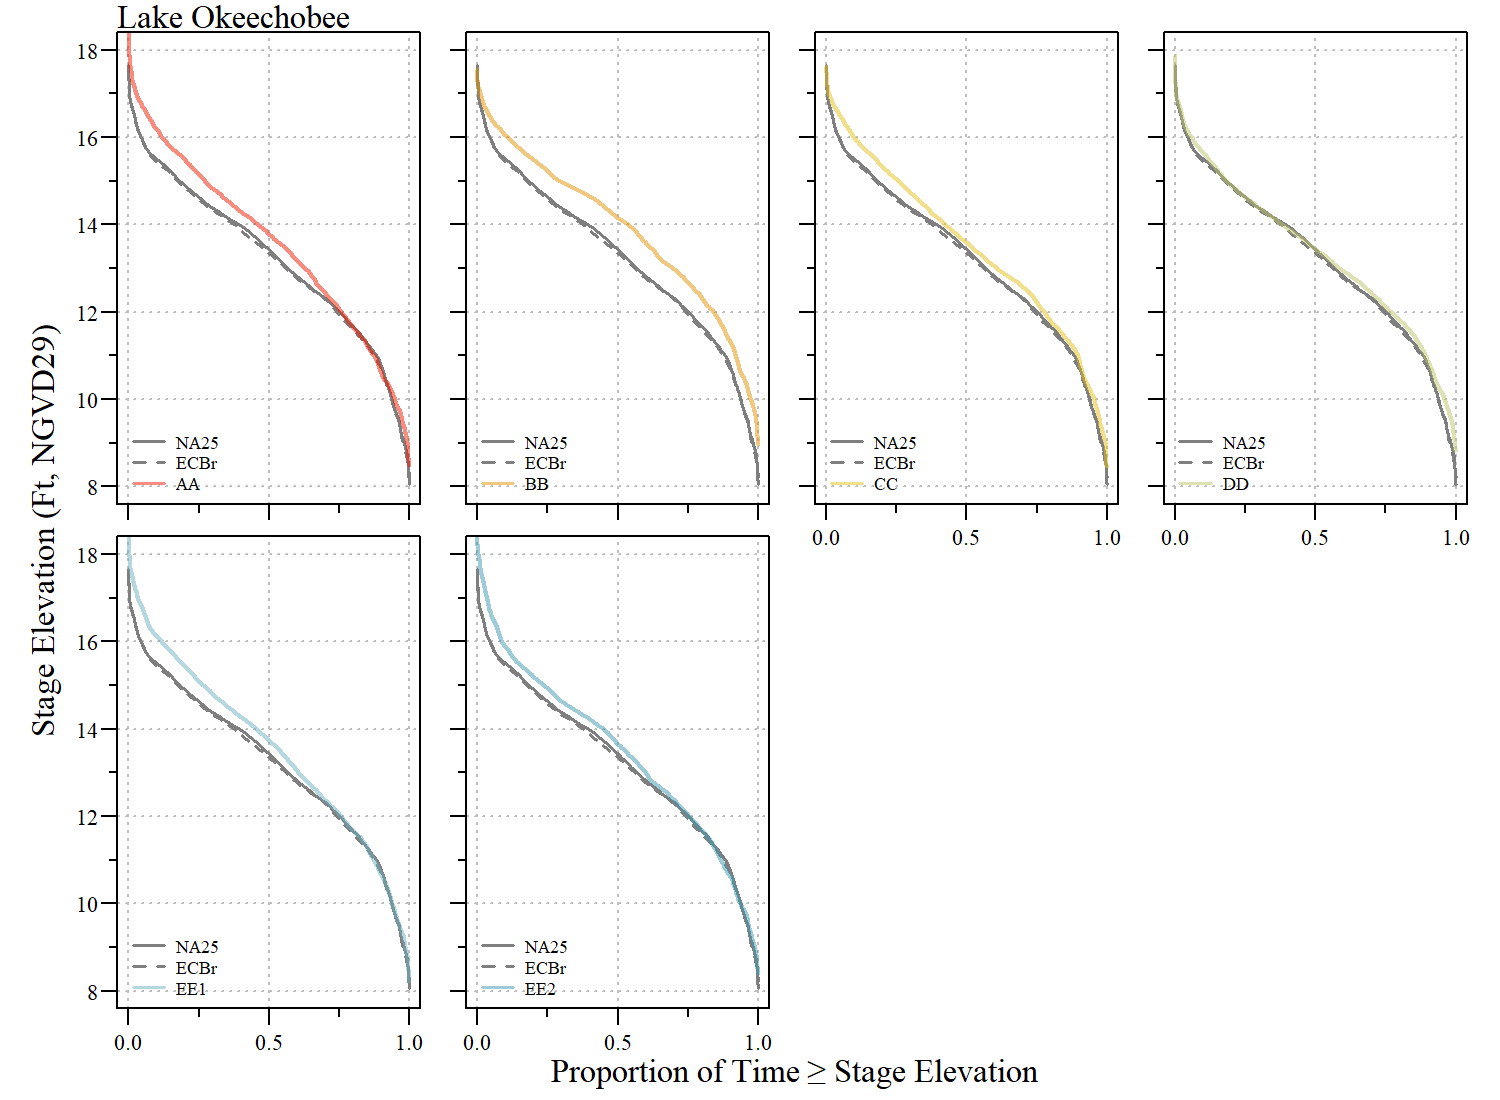 Lake Okeechobee
Stage Elevation (Ft, NGVD29)
18
16
14
12
10
8
NA25
ECBr
AA
NA25
ECBr
BB
NA25
ECBr
CC
0.0 0.5 1.0
NA25
ECBr
DD
0.0 0.5 1.0
18
16
14
12
10
8
NA25
ECBr
EE1
0.0 0.5 1.0
NA25
ECBr
EE2
0.0 0.5 1.0
Proportion of Time ≥ Stage Elevation